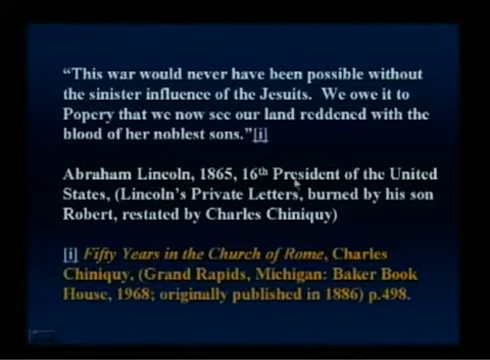 “This war would never have been possible without
the sinister influence of the Jesuits. We owe it to
Popery that we now see our land reddened with the
blood of her noblest sons.”[i]
Abraham Lincoln, 1865, 16th President of the United
States, (Lincoln’s Private Letters, burned by his son
Robert, restated by Charles Chiniquy)
[i] Fifty Years in the Church of Rome, Charles
Chiniquy, (Grand Rapids, Michigan: Baker Book
House, 1968; originally published in 1886) p.498.